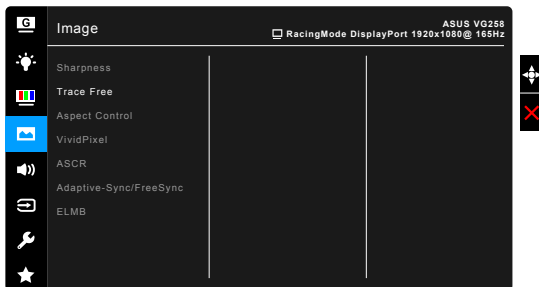 G
Image
ASUS VG258
RacingMode DisplayPort 1920x1080@ 165Hz
Sharpness
Trace Free
Aspect Control
VividPixel
ASCR
Adaptive-Sync/FreeSync
ELMB